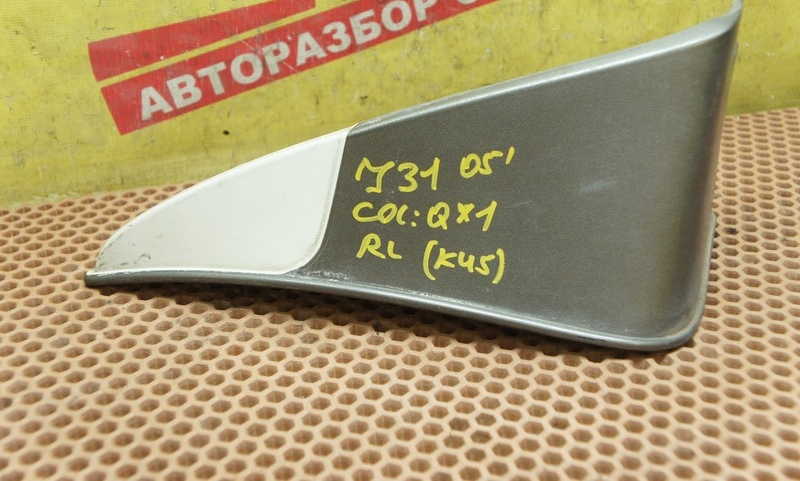 АВТОРАЗБОР
J31 05'
COL: QX1
RL (K45)